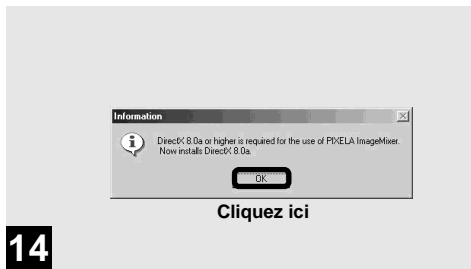 Information
DirectX 8.0a or higher is required for the use of PIXELA ImageMixer.
Now installs DirectX 8.0a.
OK
Cliquez ici
14